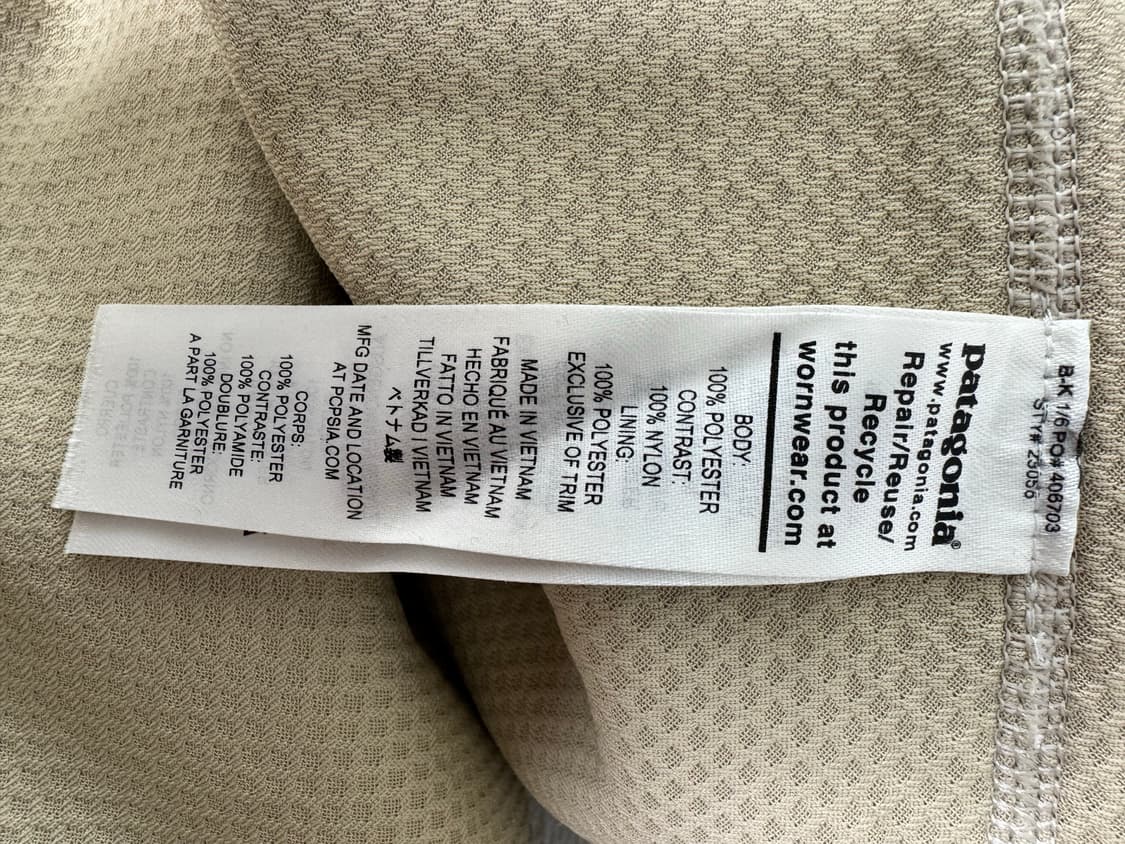 B-K 1/6 PO# 406703
STY# 23056
patagonia®
www.patagonia.com
Repair/Reuse/
Recycle
this product at
wornwear.com
BODY:
100% POLYESTER
CONTRAST:
100% NYLON
LINING:
100% POLYESTER
EXCLUSIVE OF TRIM
MADE IN VIETNAM
FABRIQUÉ AU VIETNAM
HECHO EN VIETNAM
FATTO IN VIETNAM
TILLVERKAD I VIETNAM
ベトナム製
MFG DATE AND LOCATION
AT PCPSIA.COM
CORPS:
100% POLYESTER
CONTRASTE:
100% POLYAMIDE
DOUBLURE:
100% POLYESTER
A PART LA GARNITURE